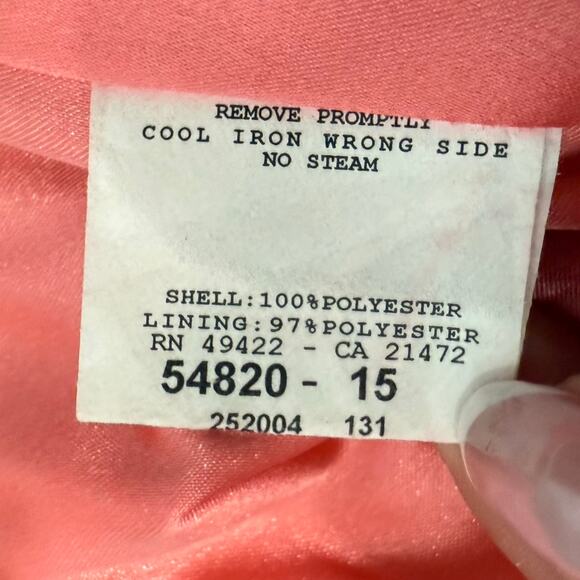 REMOVE PROMPTLY
COOL IRON WRONG SIDE
NO STEAM
SHELL:100%POLYESTER
LINING:97%POLYESTER
RN 49422 - CA 21472
54820 - 15
252004 131